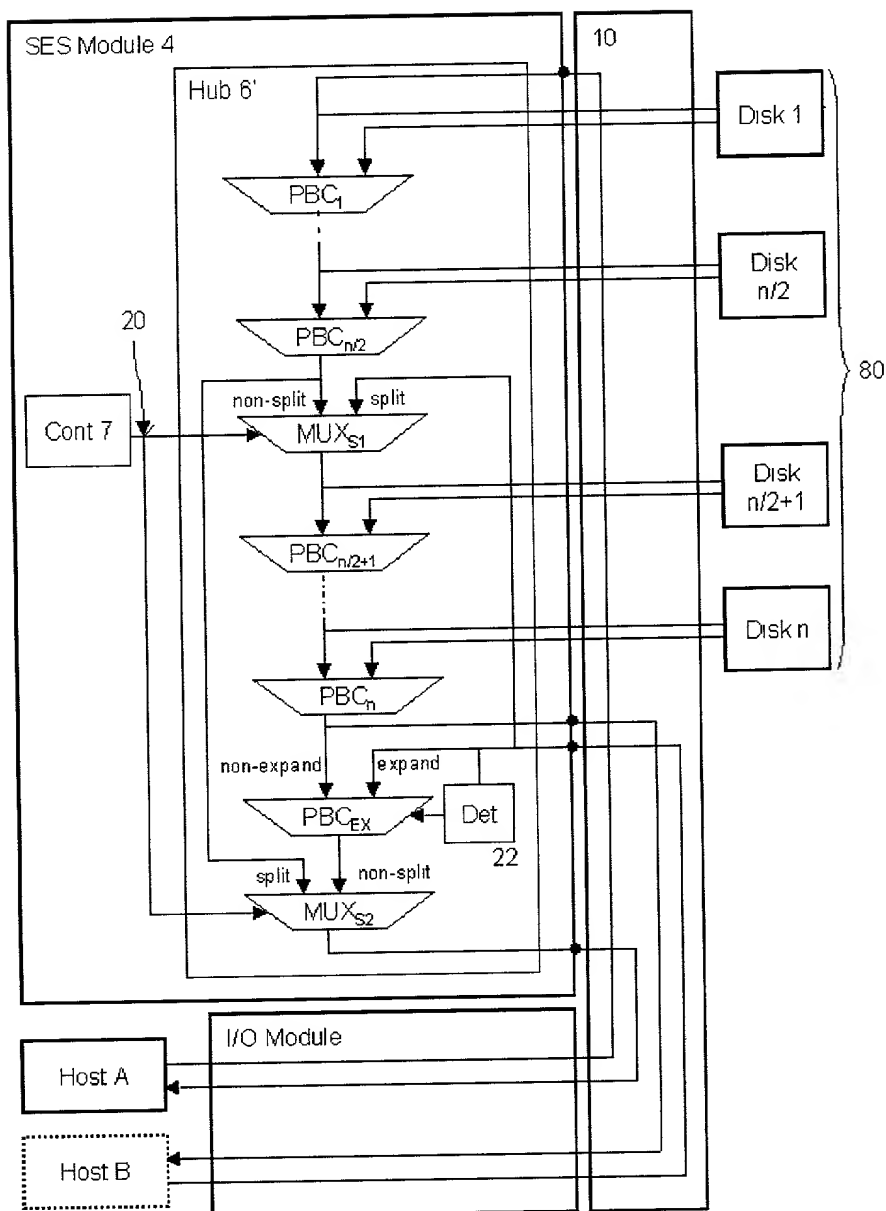 SES Module 4
10
Hub 6'
Disk 1
PBC1
Disk
n/2
20
PBCn/2
80
non-split
split
Cont 7
MUXS1
Disk
n/2+1
PBCn/2+1
Disk n
PBCn
non-expand
expand
PBCEX
Det
22
split
non-split
MUXS2
I/O Module
Host A
Host B